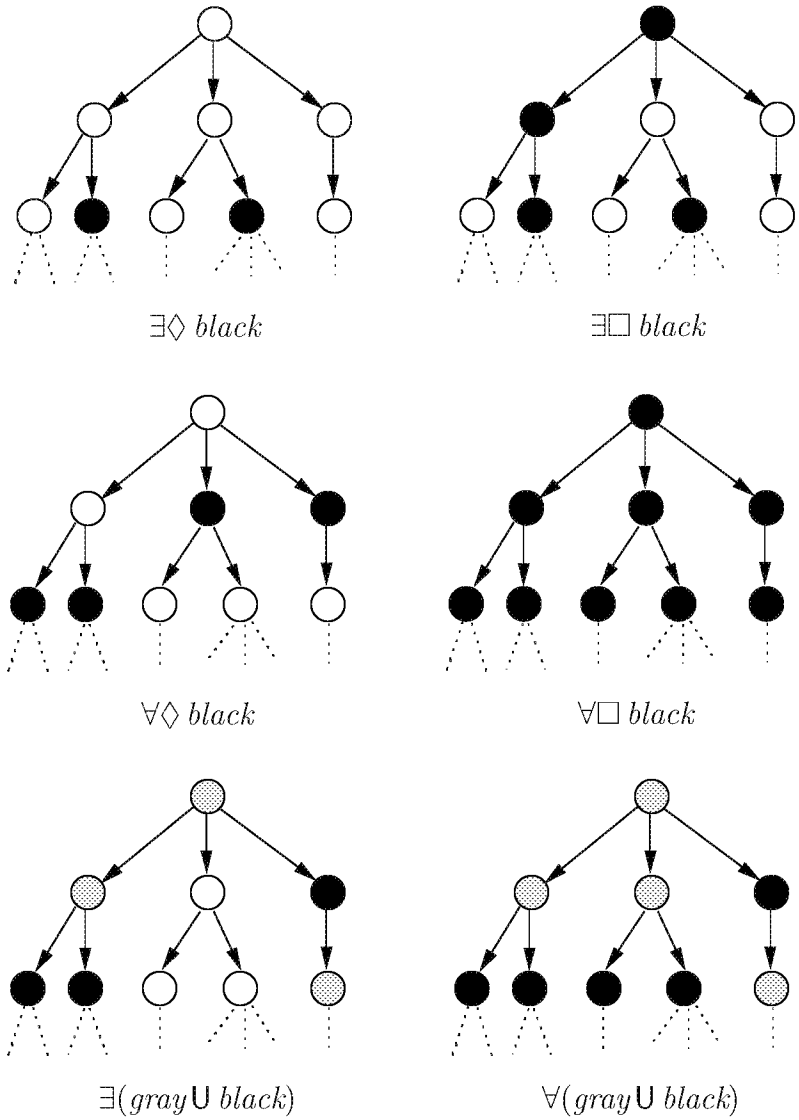 ∃◇ black
∃□ black
∀◇ black
∀□ black
∃(gray U black)
∀(gray U black)